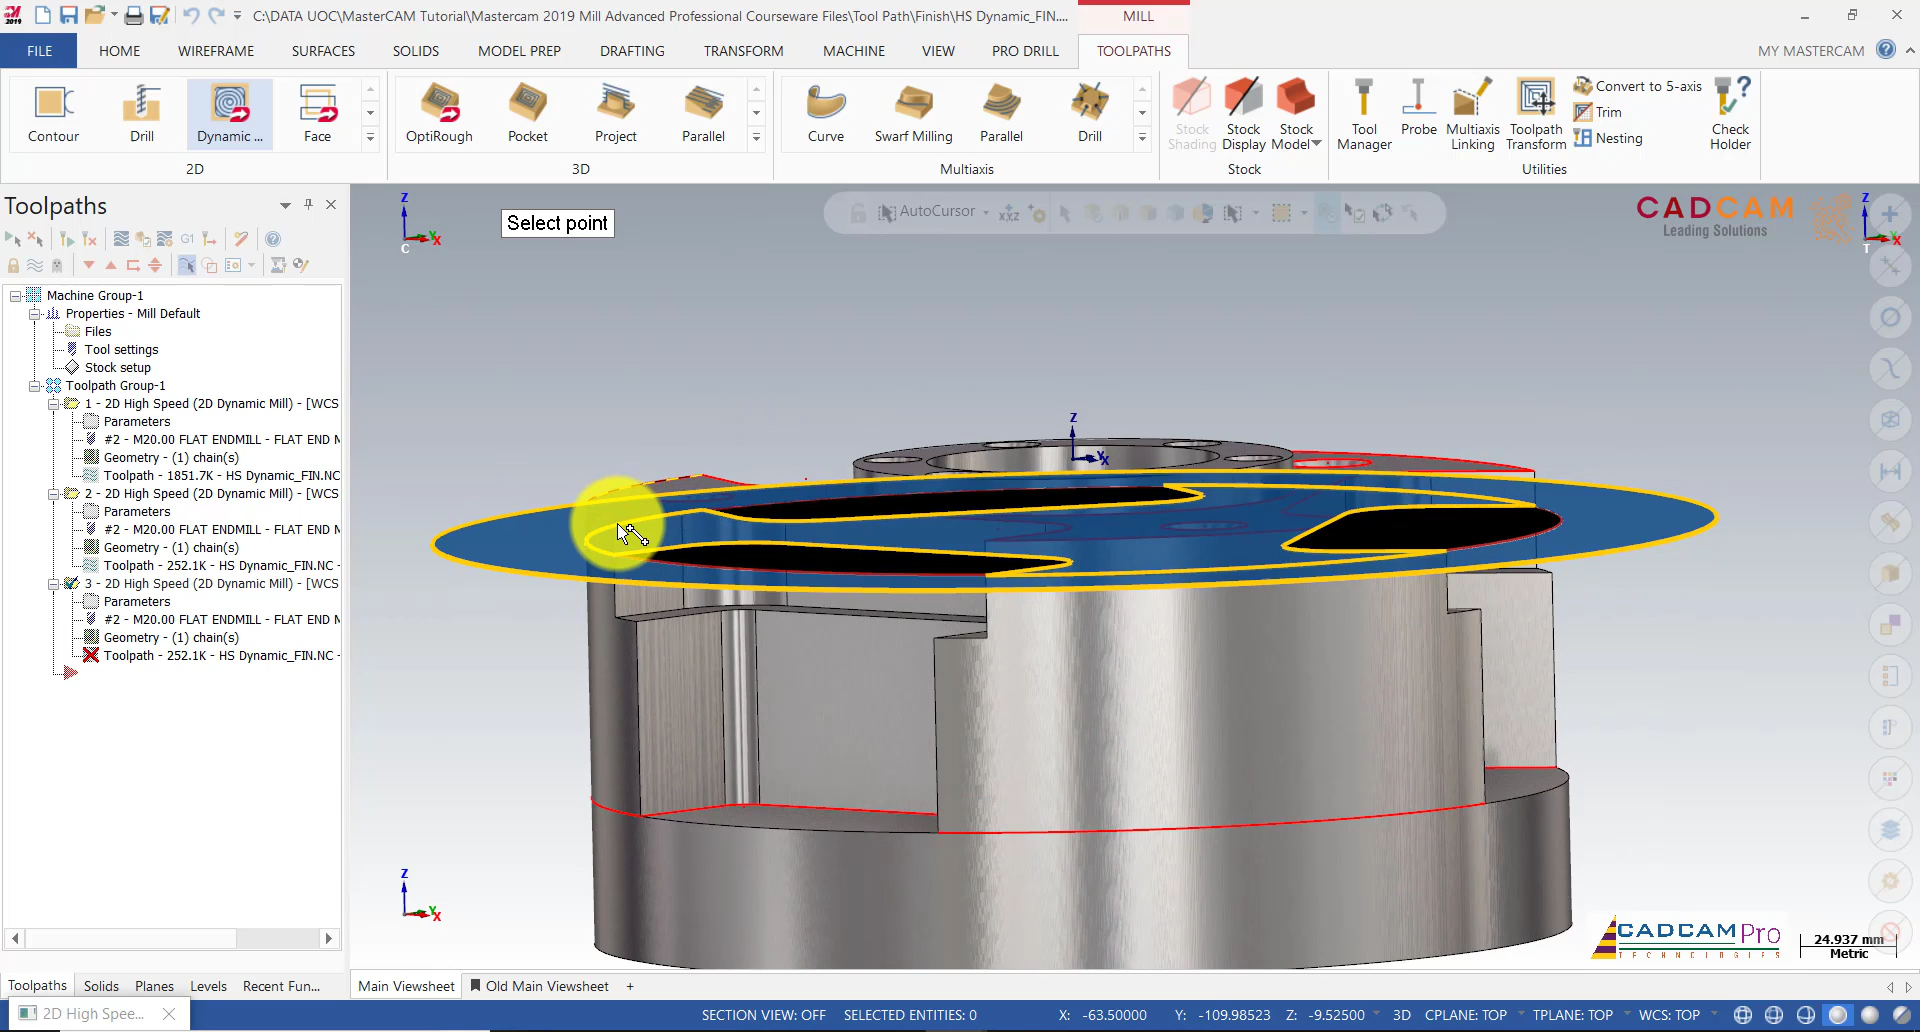 2019
C:\DATA UOC\MasterCAM Tutorial\Mastercam 2019 Mill Advanced Professional Courseware Files\Tool Path\Finish\HS Dynamic_FIN....
MILL
FILE HOME WIREFRAME SURFACES SOLIDS MODEL PREP DRAFTING TRANSFORM MACHINE VIEW PRO DRILL TOOLPATHS MY MASTERCAM
Contour Drill Dynamic ... Face
OptiRough Pocket Project Parallel
Curve Swarf Milling Parallel Drill
Stock Shading
Stock Display
Stock Model
Tool Manager
Probe
Multiaxis Linking
Toolpath Transform
Convert to 5-axis
Trim
Nesting
Check Holder
2D 3D Multiaxis Stock Utilities
Toolpaths
G1
Machine Group-1
Properties - Mill Default
Files
Tool settings
Stock setup
Toolpath Group-1
1 - 2D High Speed (2D Dynamic Mill) - [WCS
Parameters
#2 - M20.00 FLAT ENDMILL - FLAT END M
Geometry - (1) chain(s)
Toolpath - 1851.7K - HS Dynamic_FIN.NC
2 - 2D High Speed (2D Dynamic Mill) - [WCS
Parameters
#2 - M20.00 FLAT ENDMILL - FLAT END M
Geometry - (1) chain(s)
Toolpath - 252.1K - HS Dynamic_FIN.NC -
3 - 2D High Speed (2D Dynamic Mill) - [WCS
Parameters
#2 - M20.00 FLAT ENDMILL - FLAT END M
Geometry - (1) chain(s)
Toolpath - 252.1K - HS Dynamic_FIN.NC -
Select point
AutoCursor
xyz
CADCAM
Leading Solutions
Z
Y
X
C
Z
Y
X
T
Z
Y
X
Z
Y
X
CADCAMPro
TECHNOLOGIES
24.937 mm
Metric
Toolpaths Solids Planes Levels Recent Fun...
Main Viewsheet Old Main Viewsheet +
2D High Spee...
SECTION VIEW: OFF SELECTED ENTITIES: 0 X: -63.50000 Y: -109.98523 Z: -9.52500 3D CPLANE: TOP TPLANE: TOP WCS: TOP